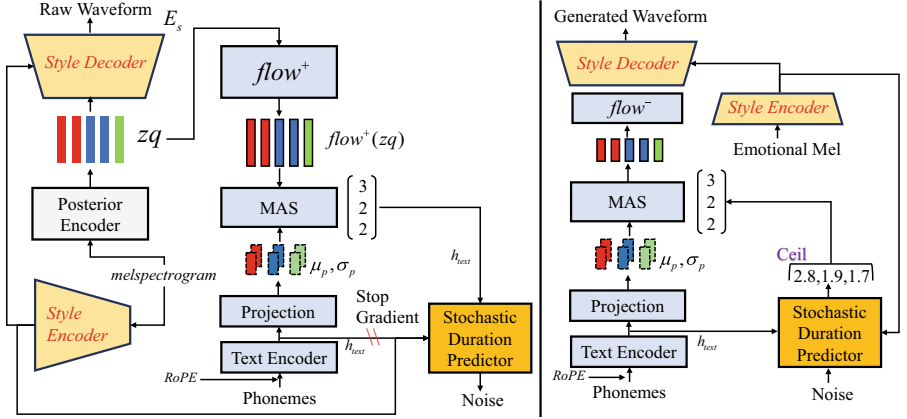 Raw Waveform
E_s
Style Decoder
flow⁺
zq
flow⁺(zq)
Posterior
Encoder
MAS
3
2
2
melspectrogram
μ_p, σ_p
h_text
Style
Encoder
Projection
Stop
Gradient
Stochastic
Duration
Predictor
Text Encoder
h_text
RoPE
Phonemes
Noise
Generated Waveform
Style Decoder
flow⁻
Style Encoder
Emotional Mel
MAS
3
2
2
μ_p, σ_p
Ceil
2.8,1.9,1.7
Projection
Stochastic
Duration
Predictor
h_text
Text Encoder
RoPE
Phonemes
Noise